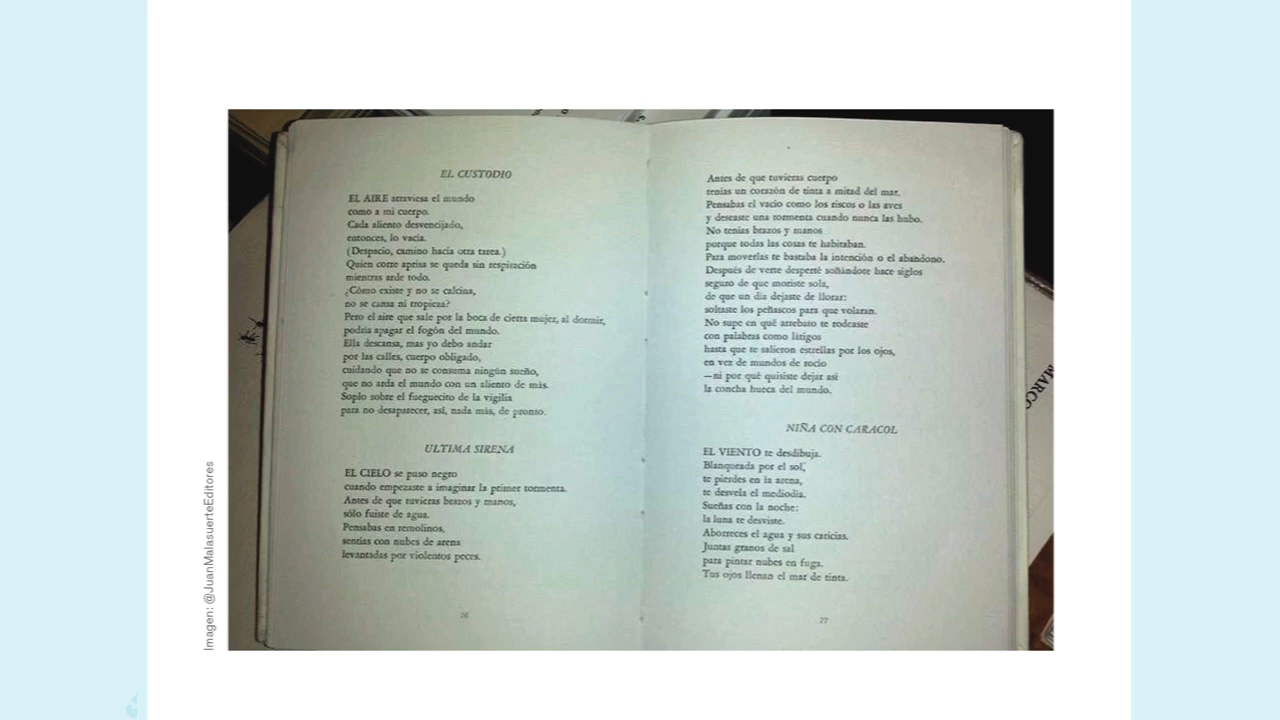 EL CUSTODIO
EL AIRE atraviesa el mundo
como a mi cuerpo.
Cada aliento desvencijado,
entonces, lo vacía.
(Despacio, camino hacia otra tarea.)
Quien corre aprisa se queda sin respiración
mientras arde todo.
¿Cómo existe y no se calcina,
no se cansa ni tropieza?
Pero el aire que sale por la boca de cierta mujer, al dormir,
podría apagar el fogón del mundo.
Ella descansa, mas yo debo andar
por las calles, cuerpo obligado,
cuidando que no se consuma ningún sueño,
que no arda el mundo con un aliento de más.
Soplo sobre el fueguecito de la vigilia
para no desaparecer, así, nada más, de pronto.
ULTIMA SIRENA
EL CIELO se puso negro
cuando empezaste a imaginar la primer tormenta.
Antes de que tuvieras brazos y manos,
sólo fuiste de agua.
Pensabas en remolinos,
sentías con nubes de arena
levantadas por violentos peces.
26
Antes de que tuvieras cuerpo
tenías un corazón de tinta a mitad del mar.
Pensabas el vacío como los riscos o las aves
y deseaste una tormenta cuando nunca las hubo.
No tenías brazos y manos
porque todas las cosas te habitaban.
Para moverlas te bastaba la intención o el abandono.
Después de verte desperté soñándote hace siglos
seguro de que moriste sola,
de que un día dejaste de llorar:
soltaste los peñascos para que volaran.
No supe en qué arrebato te rodeaste
con palabras como látigos
hasta que te salieron estrellas por los ojos,
en vez de mundos de rocío
—ni por qué quisiste dejar así
la concha hueca del mundo.
NIÑA CON CARACOL
EL VIENTO te desdibuja.
Blanqueada por el sol,
te pierdes en la arena,
te desvela el mediodía.
Sueñas con la noche:
la luna te desviste.
Aborreces el agua y sus caricias.
Juntas granos de sal
para pintar nubes en fuga.
Tus ojos llenan el mar de tinta.
27
MARCO
Imagen: @JuanMalasuerteEditores